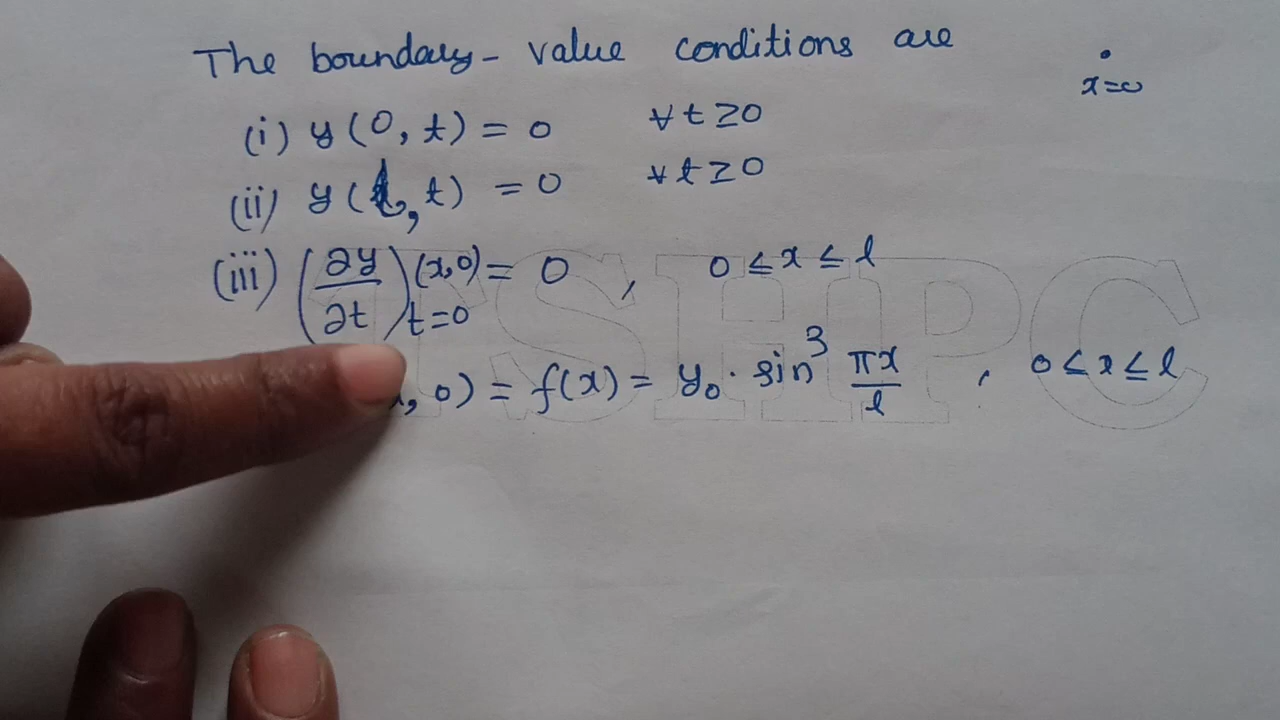 The boundary - value conditions are
x=0
(i) y(0, t) = 0 ∀ t ≥ 0
(ii) y(l, t) = 0 ∀ t ≥ 0
(iii) (∂y/∂t)(x,0) t=0 = 0 , 0 ≤ x ≤ l
, 0) = f(x) = y₀ · sin³ πx/l , 0 ≤ x ≤ l
TSHPC